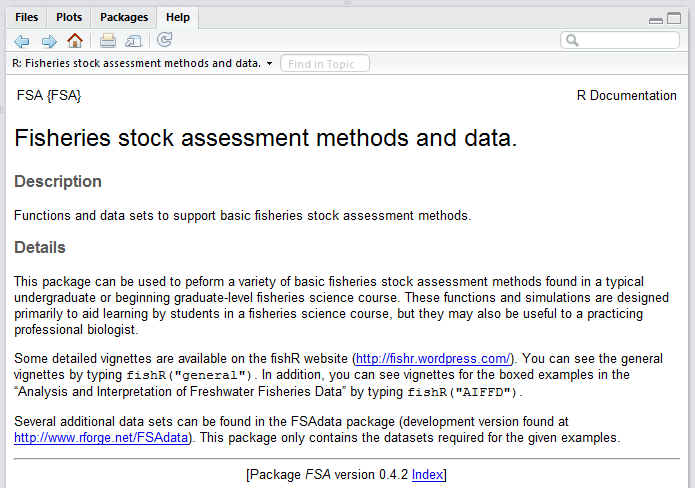 Files Plots Packages Help
R: Fisheries stock assessment methods and data. Find in Topic
FSA {FSA} R Documentation
Fisheries stock assessment methods and data.
Description
Functions and data sets to support basic fisheries stock assessment methods.
Details
This package can be used to peform a variety of basic fisheries stock assessment methods found in a typical
undergraduate or beginning graduate-level fisheries science course. These functions and simulations are designed
primarily to aid learning by students in a fisheries science course, but they may also be useful to a practicing
professional biologist.
Some detailed vignettes are available on the fishR website (http://fishr.wordpress.com/). You can see the general
vignettes by typing fishR("general"). In addition, you can see vignettes for the boxed examples in the
“Analysis and Interpretation of Freshwater Fisheries Data” by typing fishR("AIFFD").
Several additional data sets can be found in the FSAdata package (development version found at
http://www.rforge.net/FSAdata). This package only contains the datasets required for the given examples.
[Package FSA version 0.4.2 Index]